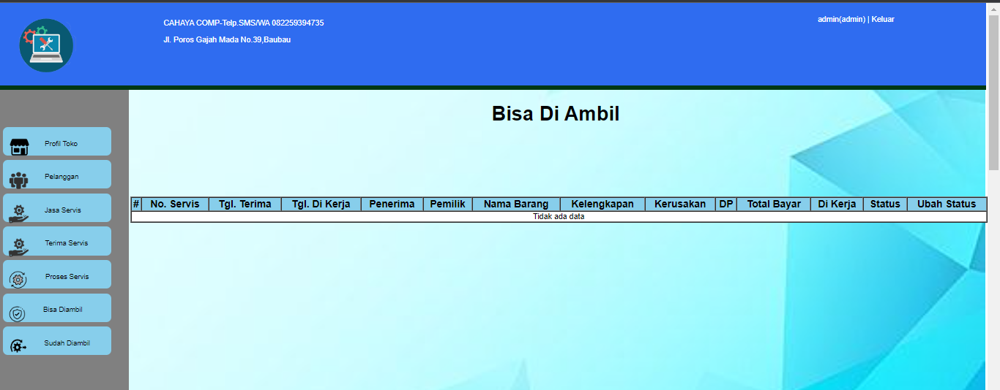 CAHAYA COMP-Telp.SMS/WA 082259394735
admin(admin) | Keluar
Jl. Poros Gajah Mada No.39,Baubau
Bisa Di Ambil
Profil Toko
Pelanggan
Jasa Servis
Terima Servis
Proses Servis
Bisa Diambil
Sudah Diambil
# No. Servis Tgl. Terima Tgl. Di Kerja Penerima Pemilik Nama Barang Kelengkapan Kerusakan DP Total Bayar Di Kerja Status Ubah Status
Tidak ada data